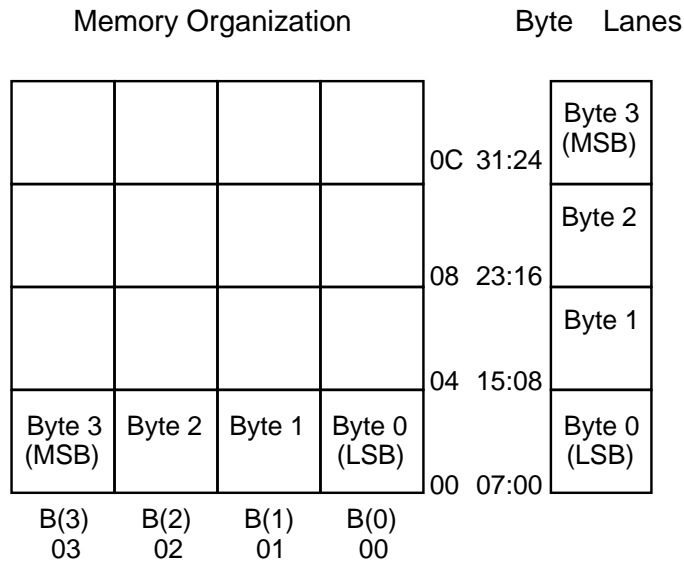 Memory Organization Byte Lanes
Byte 3
(MSB)
0C 31:24
Byte 2
08 23:16
Byte 1
04 15:08
Byte 3 Byte 2 Byte 1 Byte 0 Byte 0
(MSB) (LSB) (LSB)
00 07:00
B(3) B(2) B(1) B(0)
03 02 01 00